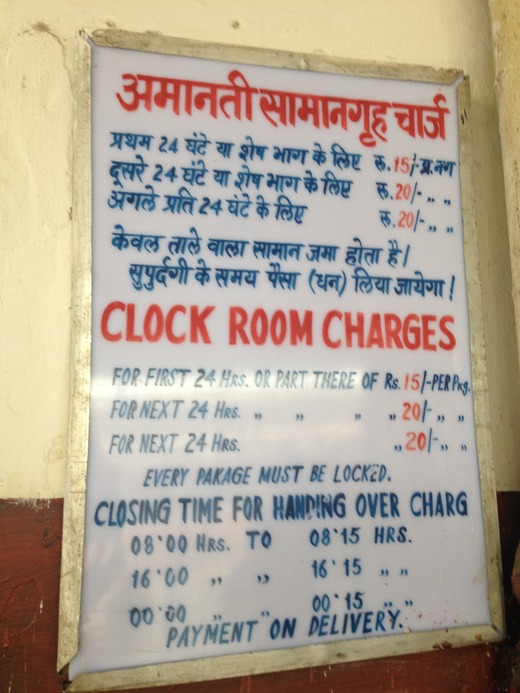 अमानती सामानगृह चार्ज
प्रथम 24 घंटे या शेष भाग के लिए रु. 15/- प्र. नग
दूसरे 24 घंटे या शेष भाग के लिए रु. 20/- „ „
अगले प्रति 24 घंटे के लिए रु. 20/- „ „
केवल ताले वाला सामान जमा होता है।
सुपुर्दगी के समय पैसा (धन) लिया जायेगा!
CLOCK ROOM CHARGES
FOR FIRST 24 HRS. OR PART THERE OF Rs. 15/-PER PKG.
FOR NEXT 24 HRS. „ „ „ „ 20/- „ „
FOR NEXT 24 HRS. „ 20/- „ „
EVERY PAKAGE MUST BE LOCKED.
CLOSING TIME FOR HANDING OVER CHARG
08'00 HRS. TO 08'15 HRS.
16'00 „ „ 16'15 „ „
00'00 „ „ 00'15 „ „
PAYMENT ON DELIVERY.